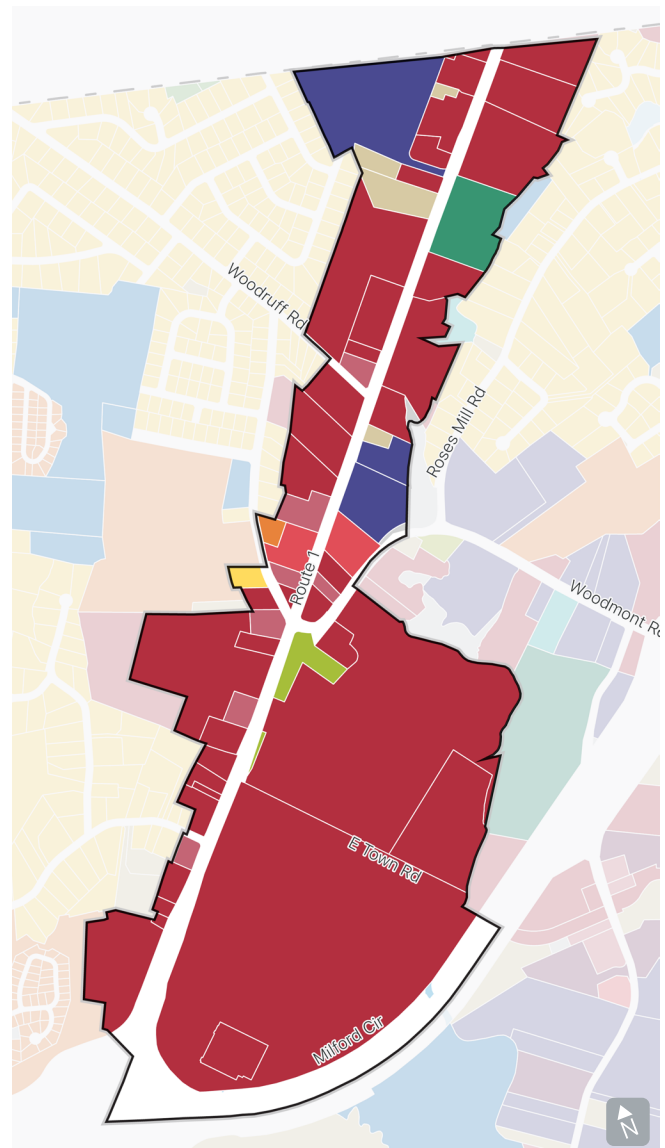 Woodruff Rd
Roses Mill Rd
Route 1
Woodmont Rd
E Town Rd
Milford Cir
N